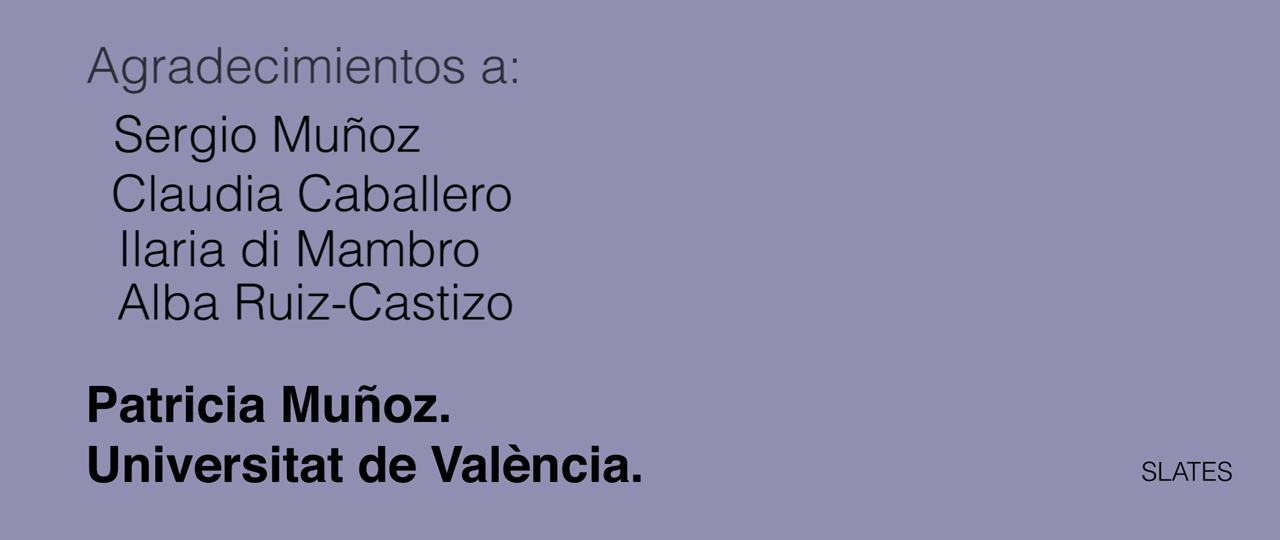 Agradecimientos a:
Sergio Muñoz
Claudia Caballero
Ilaria di Mambro
Alba Ruiz-Castizo
Patricia Muñoz.
Universitat de València.
SLATES